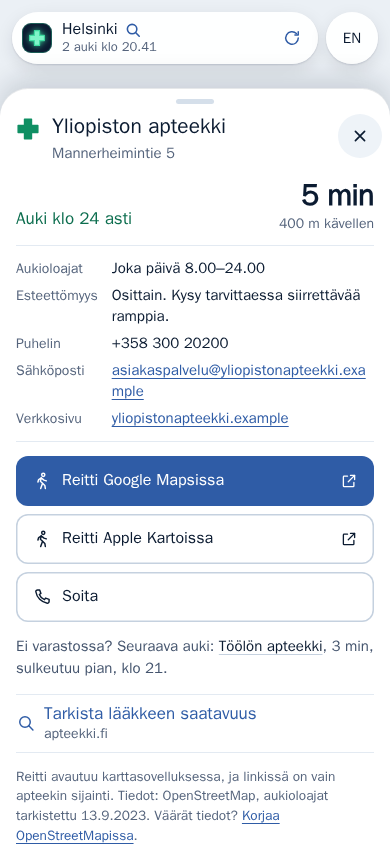 Helsinki
2 auki klo 20.41
EN
Yliopiston apteekki
Mannerheimintie 5
5 min
Auki klo 24 asti
400 m kävellen
Aukioloajat Joka päivä 8.00–24.00
Esteettömyys Osittain. Kysy tarvittaessa siirrettävää
ramppia.
Puhelin +358 300 20200
Sähköposti asiakaspalvelu@yliopistonapteekki.exa
mple
Verkkosivu yliopistonapteekki.example
Reitti Google Mapsissa
Reitti Apple Kartoissa
Soita
Ei varastossa? Seuraava auki: Töölön apteekki, 3 min,
sulkeutuu pian, klo 21.
Tarkista lääkkeen saatavuus
apteekki.fi
Reitti avautuu karttasovelluksessa, ja linkissä on vain
apteekin sijainti. Tiedot: OpenStreetMap, aukioloajat
tarkistettu 13.9.2023. Väärät tiedot? Korjaa
OpenStreetMapissa.